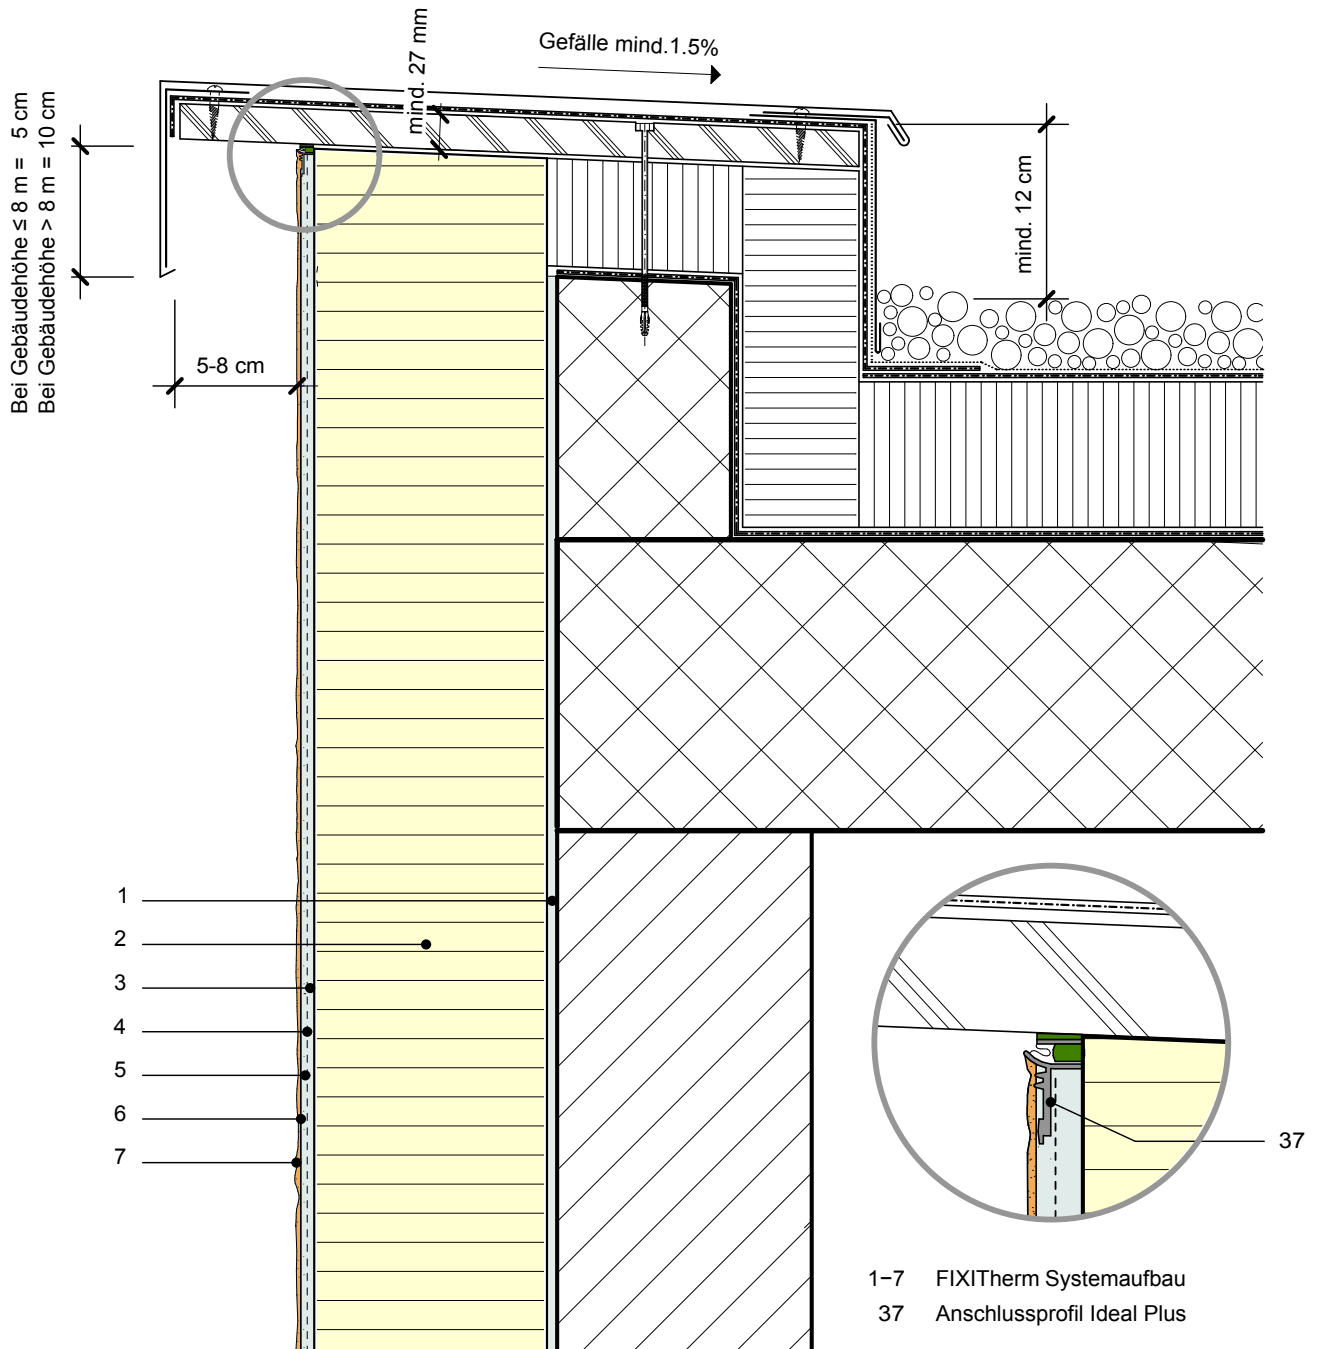 Gefälle mind.1.5%
mind. 27 mm
Bei Gebäudehöhe ≤ 8 m = 5 cm
Bei Gebäudehöhe > 8 m = 10 cm
mind. 12 cm
5-8 cm
1
2
3
4
5
6
7
37
1–7 FIXITherm Systemaufbau
37 Anschlussprofil Ideal Plus